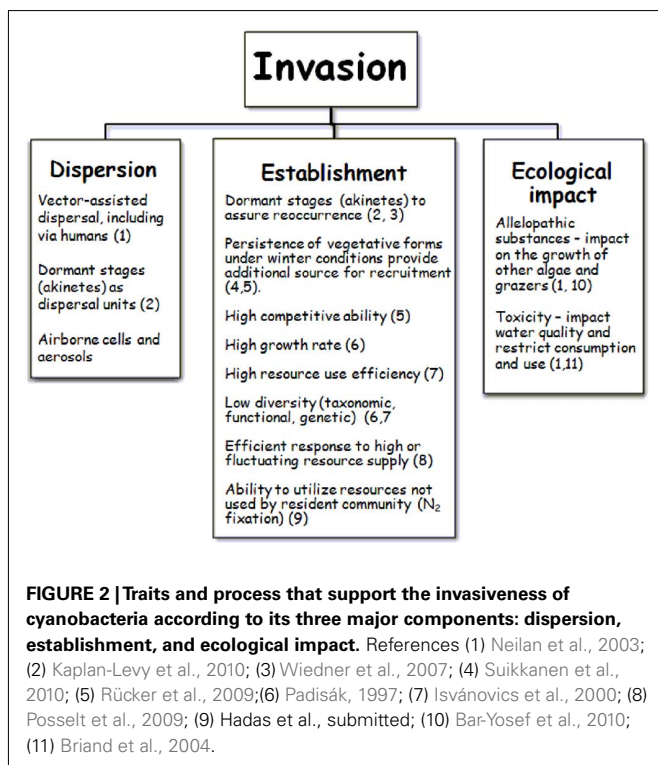 Invasion
Dispersion
Vector-assisted
dispersal, including
via humans (1)
Dormant stages
(akinetes) as
dispersal units (2)
Airborne cells and
aerosols
Establishment
Dormant stages (akinetes) to
assure reoccurrence (2, 3)
Persistence of vegetative forms
under winter conditions provide
additional source for recruitment
(4,5).
High competitive ability (5)
High growth rate (6)
High resource use efficiency (7)
Low diversity (taxonomic,
functional, genetic) (6,7
Efficient response to high or
fluctuating resource supply (8)
Ability to utilize resources not
used by resident community (N₂
fixation) (9)
Ecological
impact
Allelopathic
substances – impact
on the growth of
other algae and
grazers (1, 10)
Toxicity – impact
water quality and
restrict consumption
and use (1,11)
FIGURE 2 | Traits and process that support the invasiveness of
cyanobacteria according to its three major components: dispersion,
establishment, and ecological impact. References (1) Neilan et al., 2003;
(2) Kaplan-Levy et al., 2010; (3) Wiedner et al., 2007; (4) Suikkanen et al.,
2010; (5) Rücker et al., 2009;(6) Padisák, 1997; (7) Isvánovics et al., 2000; (8)
Posselt et al., 2009; (9) Hadas et al., submitted; (10) Bar-Yosef et al., 2010;
(11) Briand et al., 2004.